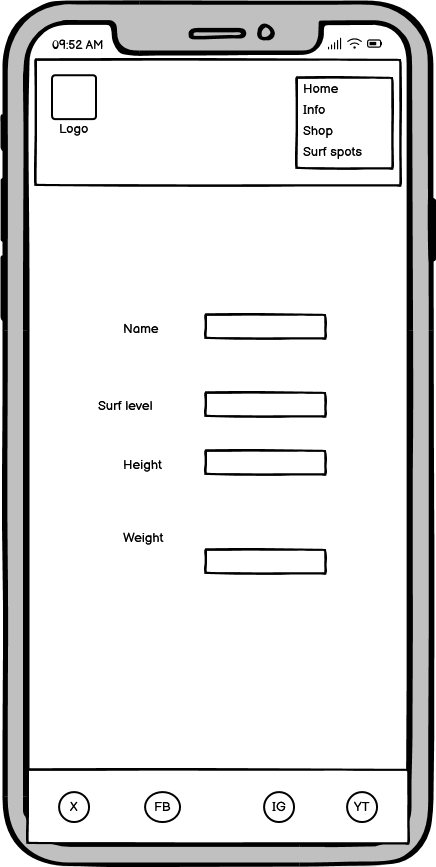 09:52 AM
Logo
Home
Info
Shop
Surf spots
Name
Surf level
Height
Weight
X FB IG YT